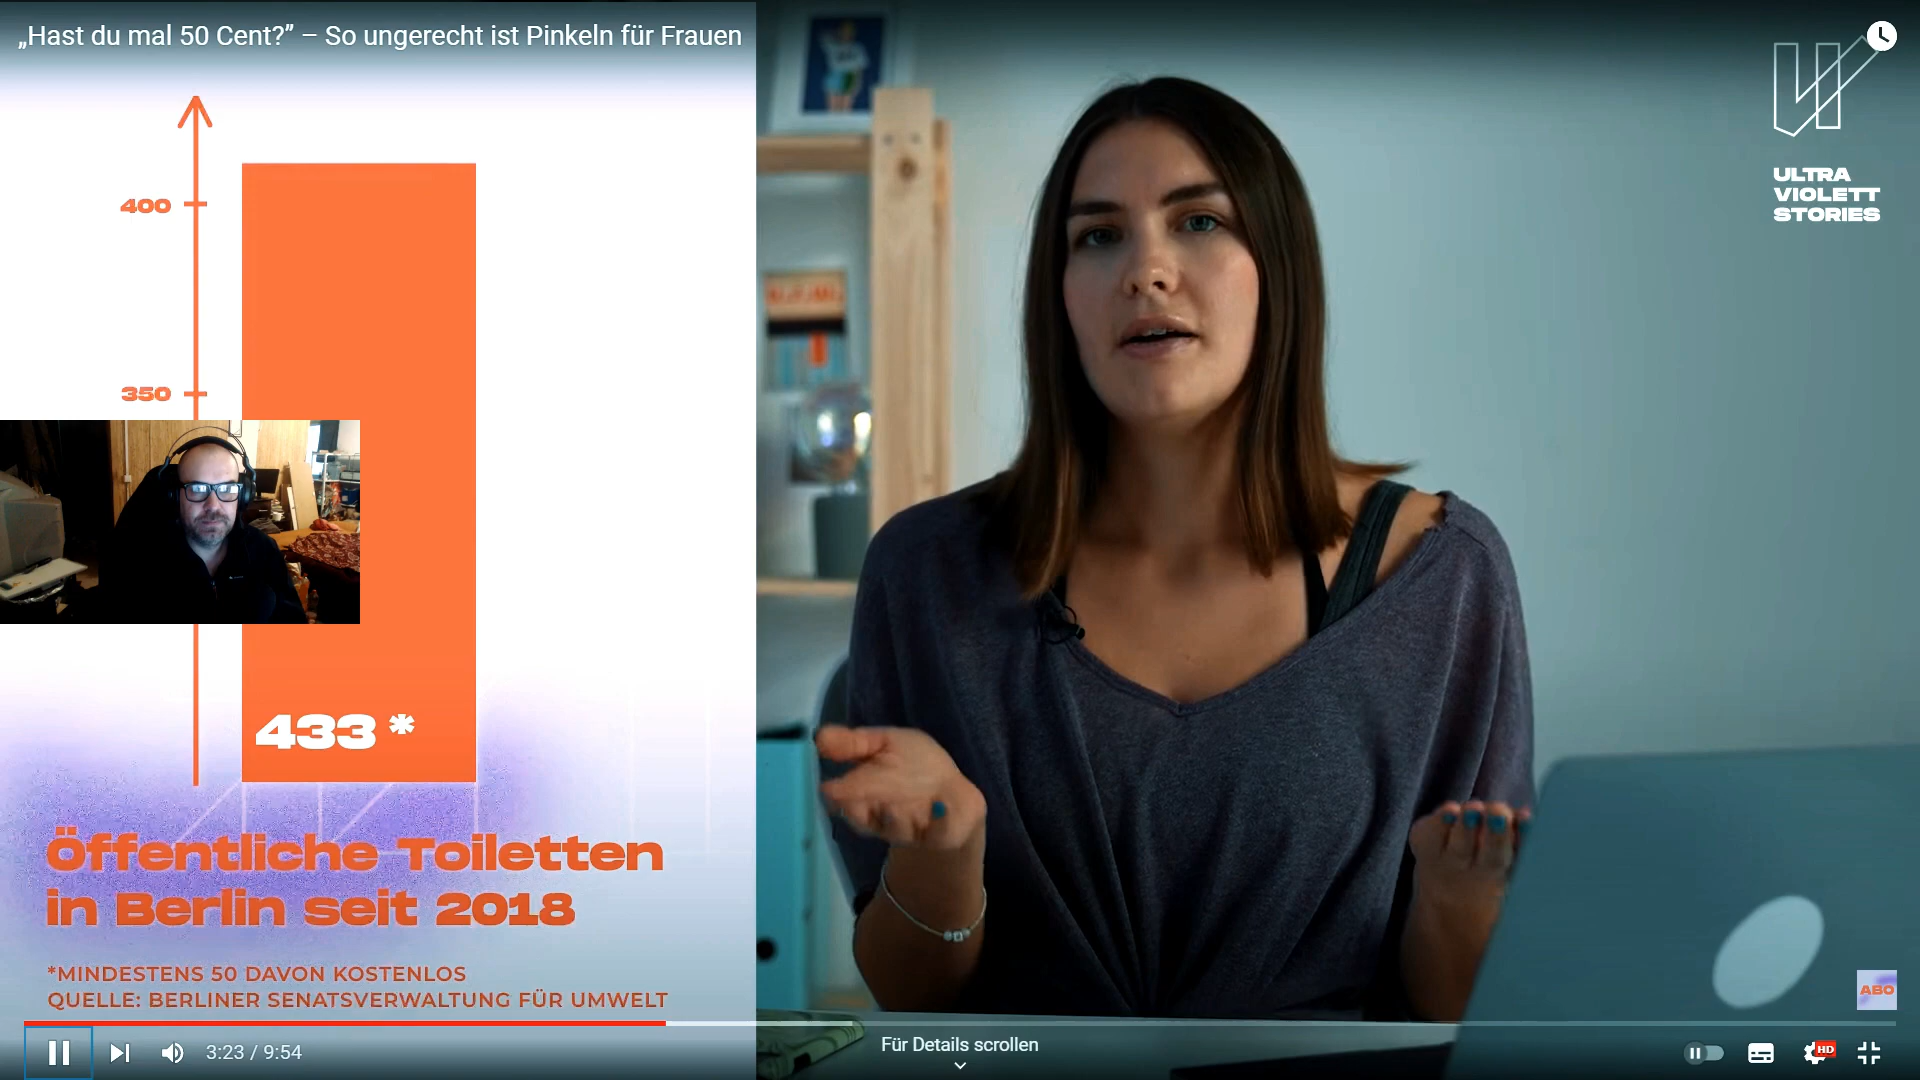 „Hast du mal 50 Cent?” – So ungerecht ist Pinkeln für Frauen
400
350
433 *
Öffentliche Toiletten
in Berlin seit 2018
*MINDESTENS 50 DAVON KOSTENLOS
QUELLE: BERLINER SENATSVERWALTUNG FÜR UMWELT
ULTRA
VIOLETT
STORIES
ABO
3:23 / 9:54
Für Details scrollen
HD